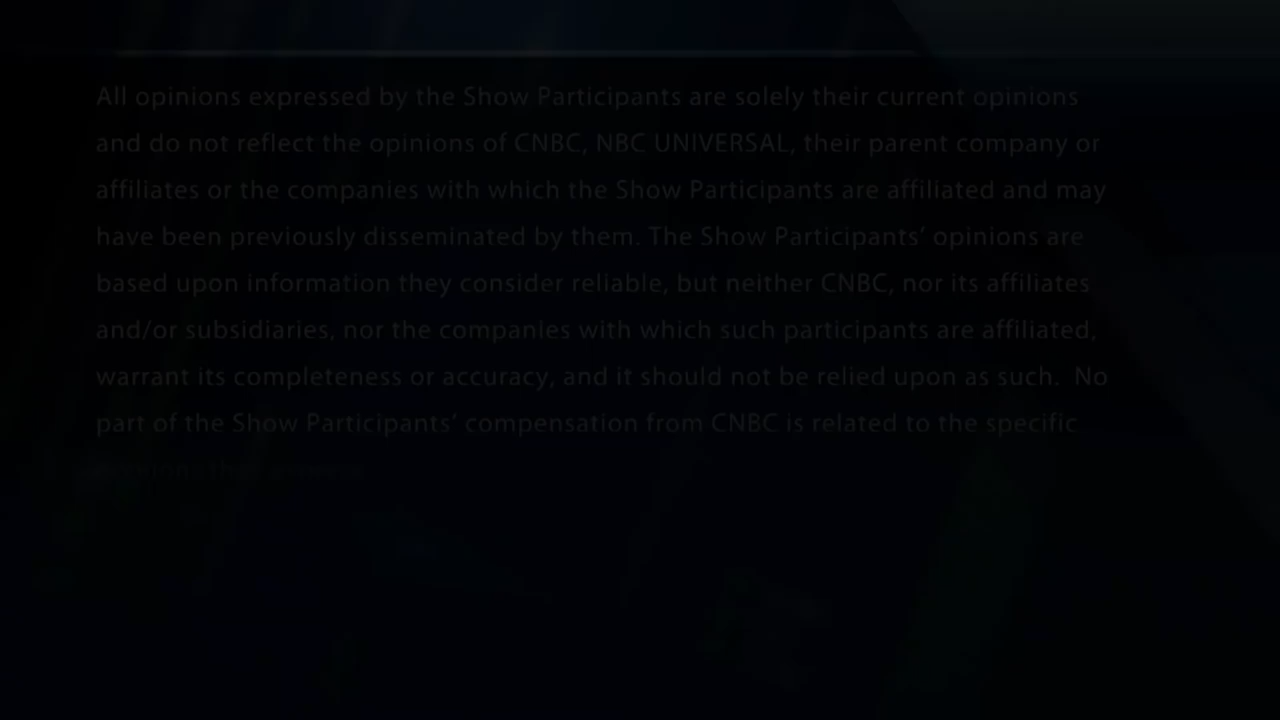 All opinions expressed by the Show Participants are solely their current opinions
and do not reflect the opinions of CNBC, NBC UNIVERSAL, their parent company or
affiliates or the companies with which the Show Participants are affiliated and may
have been previously disseminated by them. The Show Participants’ opinions are
based upon information they consider reliable, but neither CNBC, nor its affiliates
and/or subsidiaries, nor the companies with which such participants are affiliated,
warrant its completeness or accuracy, and it should not be relied upon as such.  No
part of the Show Participants’ compensation from CNBC is related to the specific